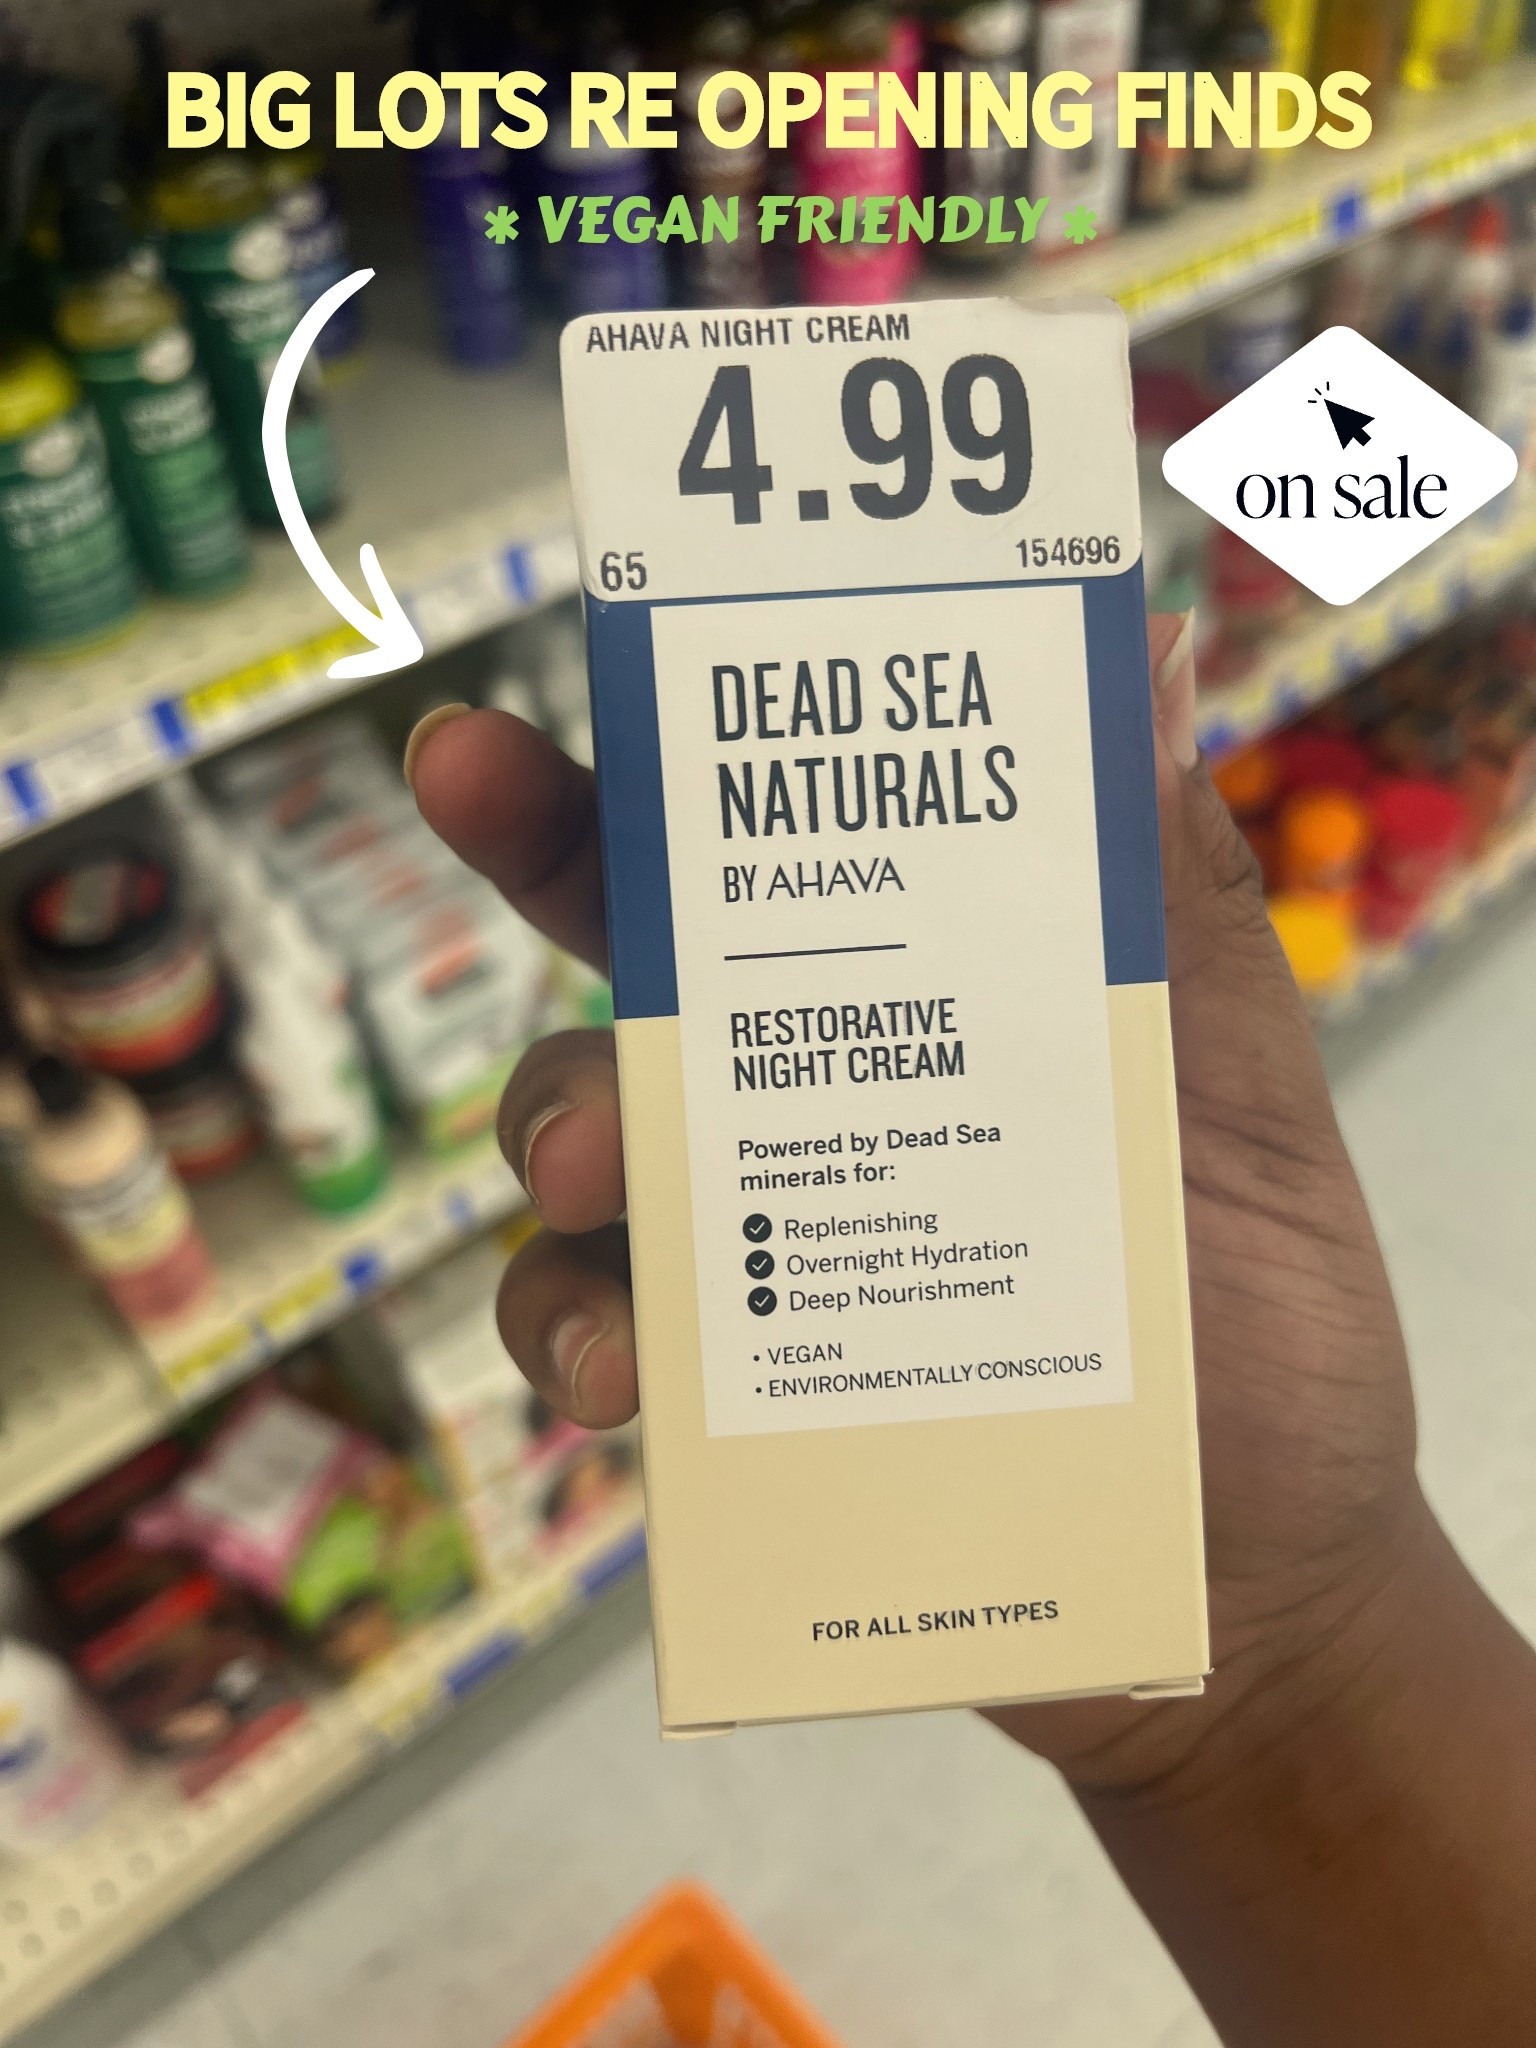 BIG LOTS RE OPENING FINDS
* VEGAN FRIENDLY *
AHAVA NIGHT CREAM
4.99
65 154696
on sale
DEAD SEA
NATURALS
BY AHAVA
RESTORATIVE
NIGHT CREAM
Powered by Dead Sea
minerals for:
Replenishing
Overnight Hydration
Deep Nourishment
• VEGAN
• ENVIRONMENTALLY CONSCIOUS
FOR ALL SKIN TYPES